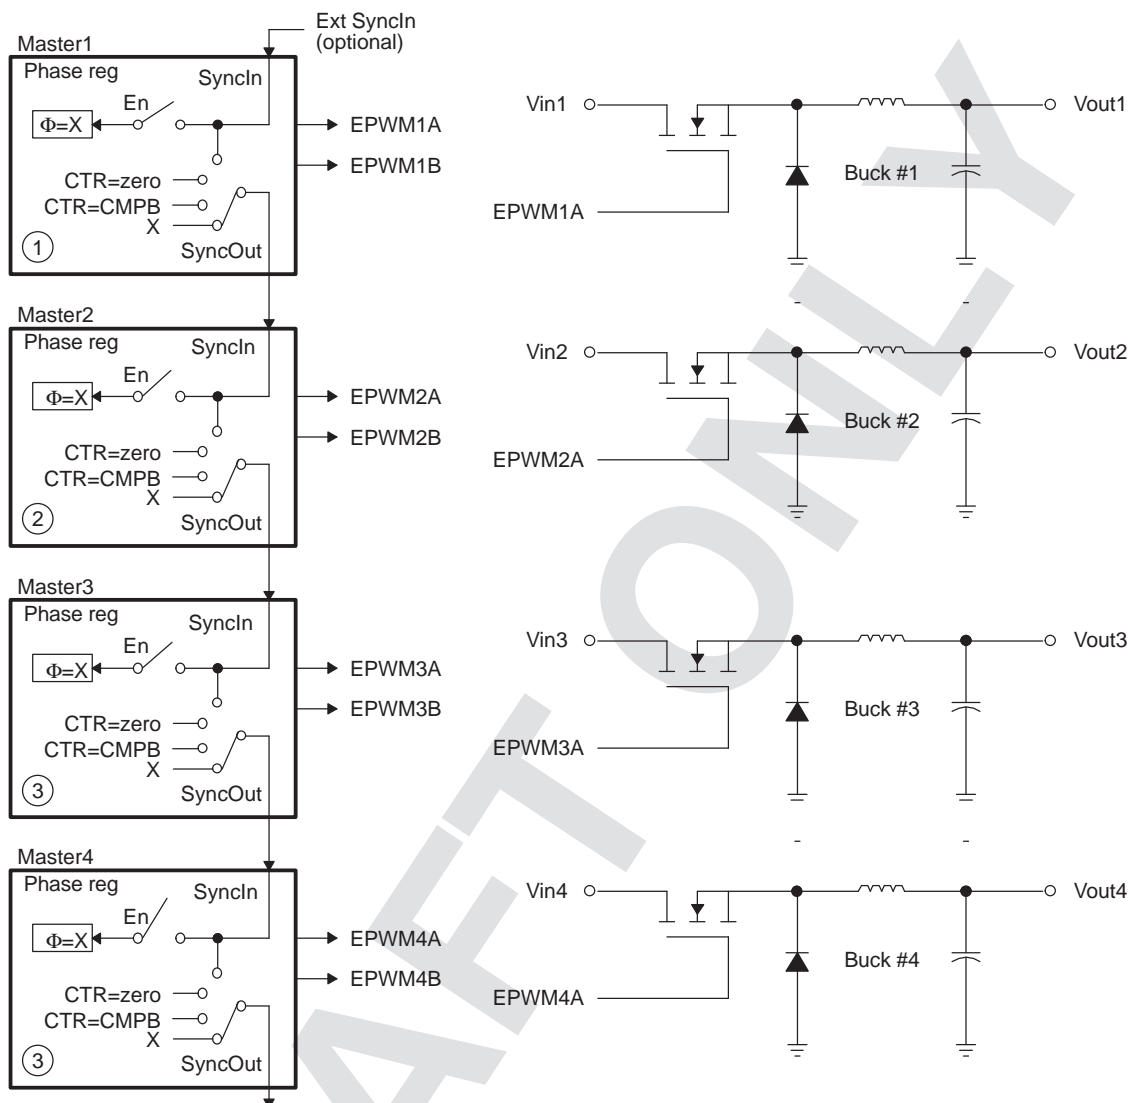 Ext SyncIn
(optional)
Master1
Phase reg
SyncIn
En
Φ=X
EPWM1A
EPWM1B
CTR=zero
CTR=CMPB
X
SyncOut
1
Vin1
Vout1
Buck #1
EPWM1A
Master2
Phase reg
SyncIn
En
Φ=X
EPWM2A
EPWM2B
CTR=zero
CTR=CMPB
X
SyncOut
2
Vin2
Vout2
Buck #2
EPWM2A
Master3
Phase reg
SyncIn
En
Φ=X
EPWM3A
EPWM3B
CTR=zero
CTR=CMPB
X
SyncOut
3
Vin3
Vout3
Buck #3
EPWM3A
Master4
Phase reg
SyncIn
En
Φ=X
EPWM4A
EPWM4B
CTR=zero
CTR=CMPB
X
SyncOut
3
Vin4
Vout4
Buck #4
EPWM4A
AFT ONLY